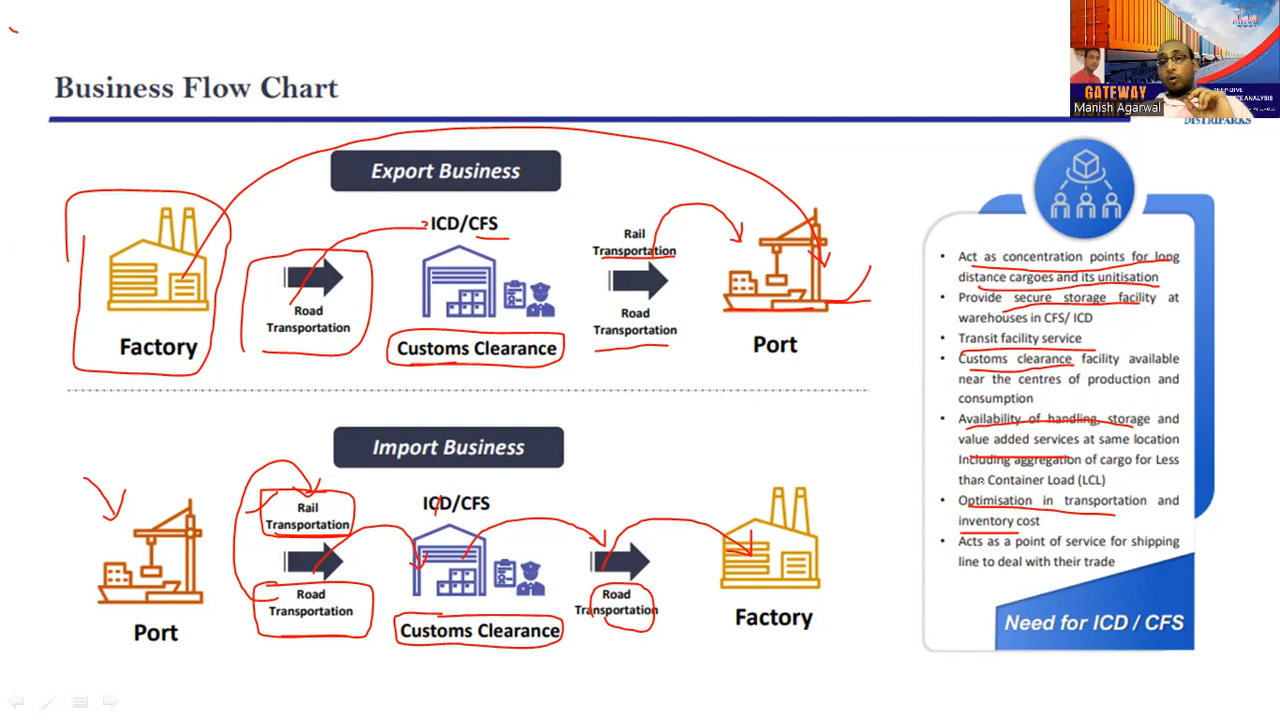 Business Flow Chart
GATEWAY
Manish Agarwal
DISTRIPARKS
Export Business
ICD/CFS
Rail
Transportation
Road
Transportation
Road
Transportation
Factory
Customs Clearance
Port
Import Business
ICD/CFS
Rail
Transportation
Road
Transportation
Road
Transportation
Port
Customs Clearance
Factory
• Act as concentration points for long
distance cargoes and its unitisation
• Provide secure storage facility at
warehouses in CFS/ ICD
• Transit facility service
• Customs clearance facility available
near the centres of production and
consumption
• Availability of handling, storage and
value added services at same location
Including aggregation of cargo for Less
than Container Load (LCL)
• Optimisation in transportation and
inventory cost
• Acts as a point of service for shipping
line to deal with their trade
Need for ICD / CFS